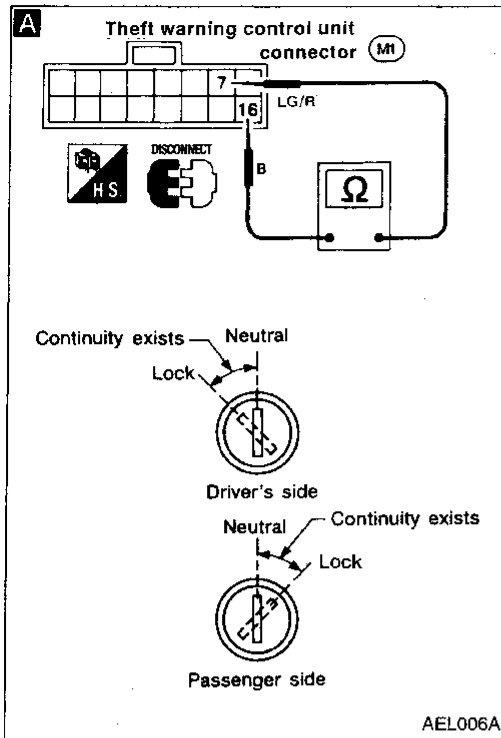 A
Theft warning control unit
connector M1
7
LG/R
16
DISCONNECT
H.S.
B
Ω
Continuity exists
Neutral
Lock
Driver's side
Neutral
Continuity exists
Lock
Passenger side
AEL006A